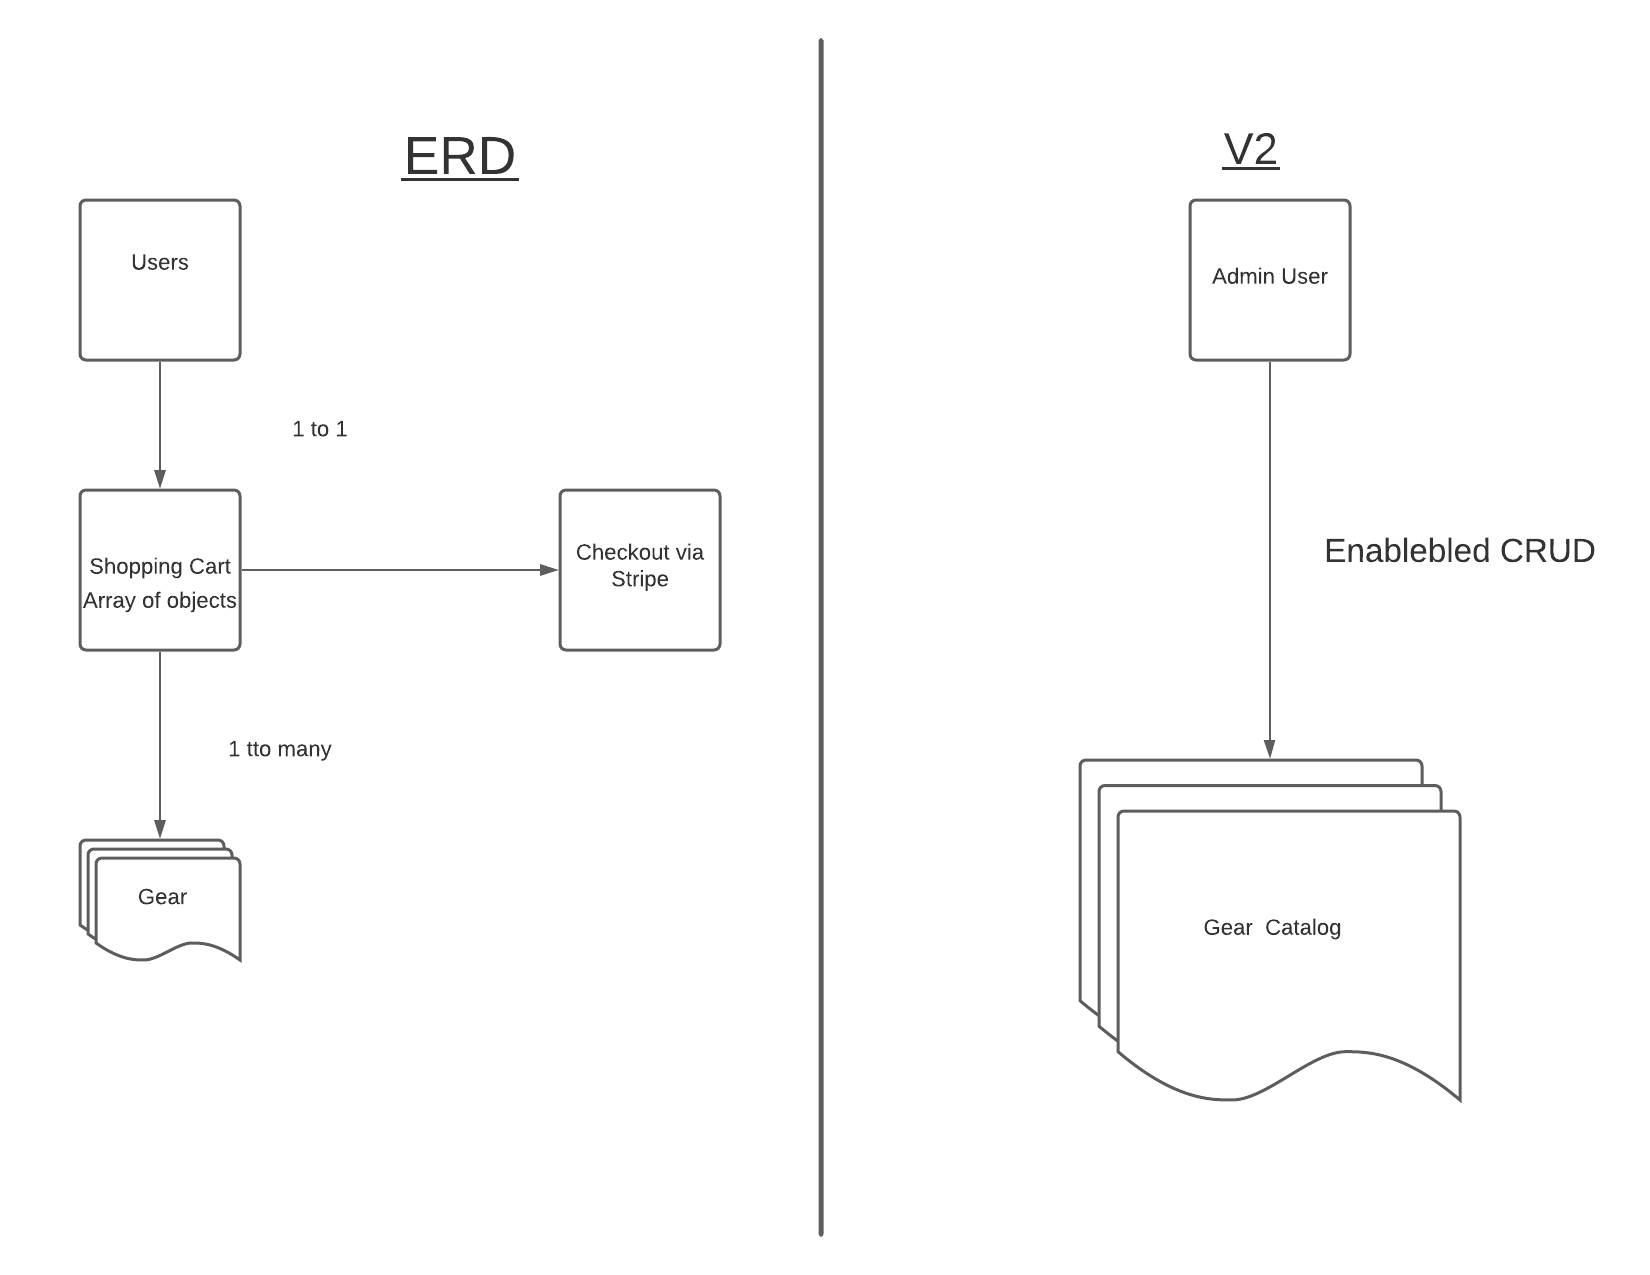 ERD
Users
1 to 1
Shopping Cart
Array of objects
Checkout via
Stripe
1 tto many
Gear
V2
Admin User
Enablebled CRUD
Gear  Catalog